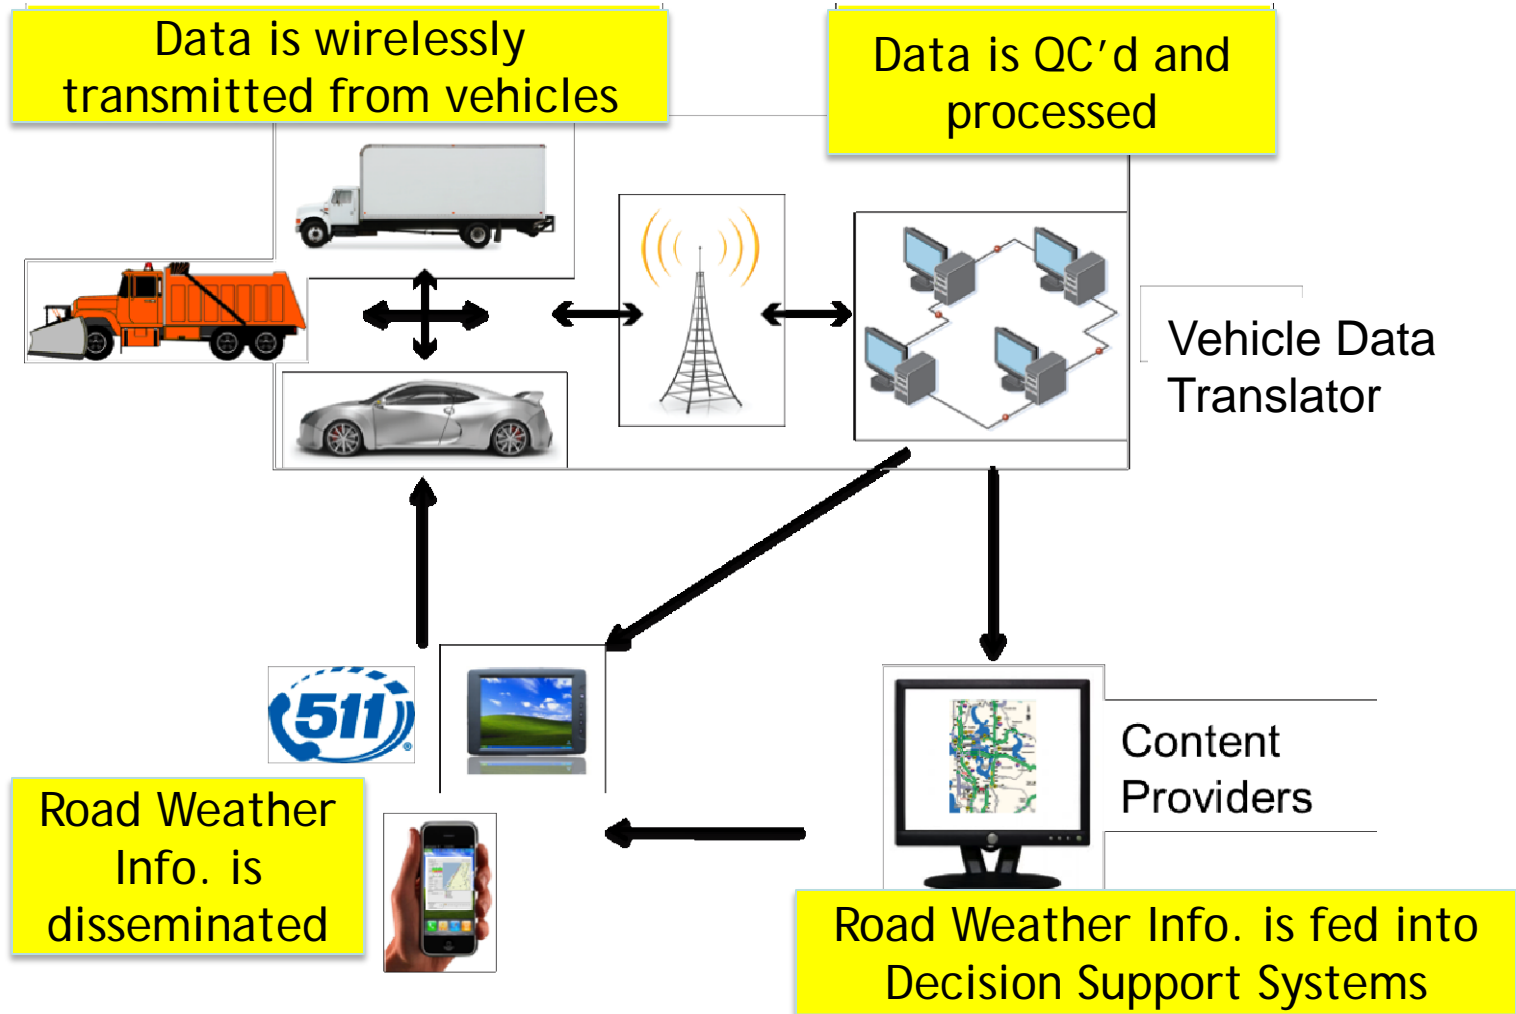 Data is wirelessly
transmitted from vehicles
Data is QC’d and
processed
Vehicle Data
Translator
511
Content
Providers
Road Weather
Info. is
disseminated
Road Weather Info. is fed into
Decision Support Systems